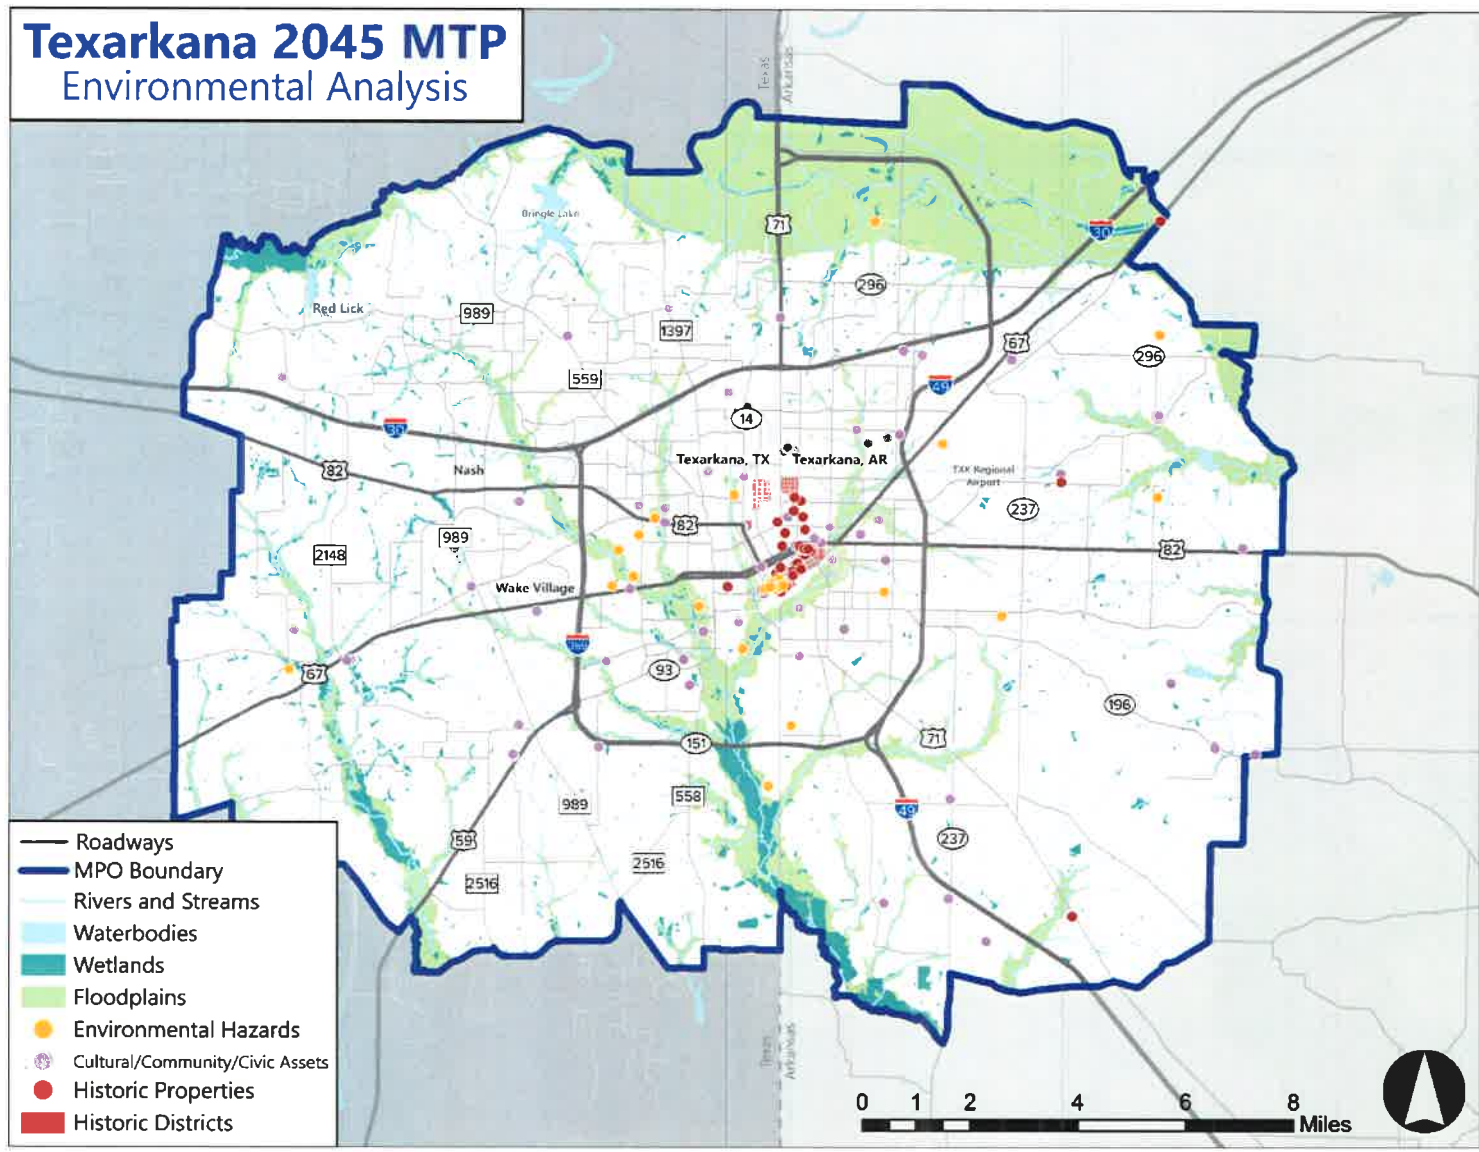 Texarkana 2045 MTP
Environmental Analysis
Texas
Arkansas
Bringle Lake
71
30
296
Red Lick
989
1397
67
296
559
49
14
30
Texarkana, TX
Texarkana, AR
82
Nash
TXK Regional
Airport
237
82
989
2148
82
Wake Village
67
93
196
151
71
989
558
49
237
59
2516
2516
Roadways
MPO Boundary
Rivers and Streams
Waterbodies
Wetlands
Floodplains
Environmental Hazards
Cultural/Community/Civic Assets
Historic Properties
Historic Districts
Texas
Arkansas
0 1 2 4 6 8
Miles